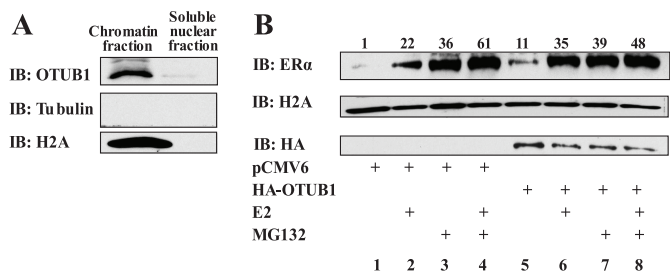 A
Chromatin fraction
Soluble nuclear fraction
IB: OTUB1
IB: Tubulin
IB: H2A
B
1 22 36 61 11 35 39 48
IB: ERα
IB: H2A
IB: HA
pCMV6 + + + +
HA-OTUB1 + + + +
E2 + + + +
MG132 + + + +
1 2 3 4 5 6 7 8